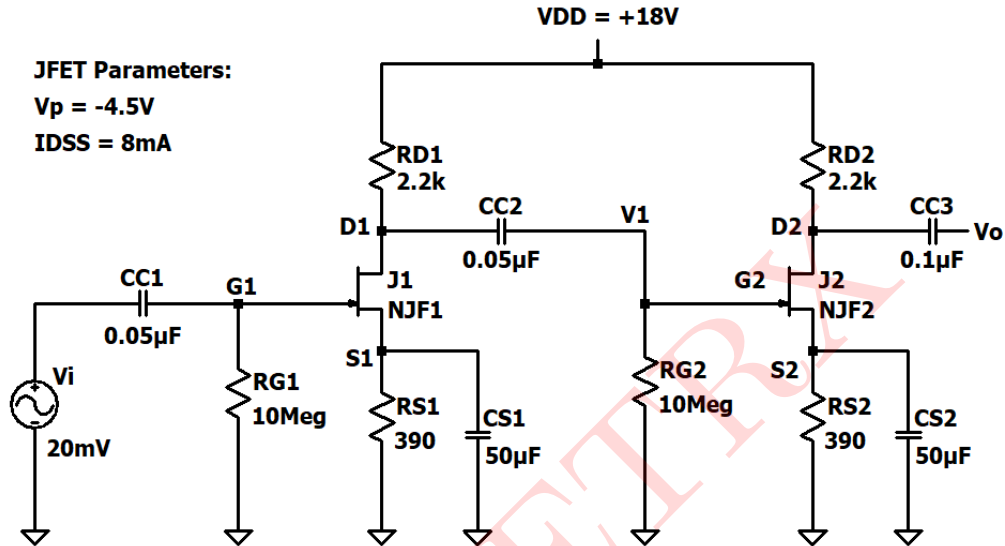 VDD = +18V
JFET Parameters:
Vp = -4.5V
IDSS = 8mA
RD1
2.2k
RD2
2.2k
CC2
0.05µF
V1
D1
D2
CC3
0.1µF
Vo
CC1
0.05µF
G1
J1
NJF1
G2
J2
NJF2
S1
S2
Vi
20mV
RG1
10Meg
RS1
390
CS1
50µF
RG2
10Meg
RS2
390
CS2
50µF
ETRX